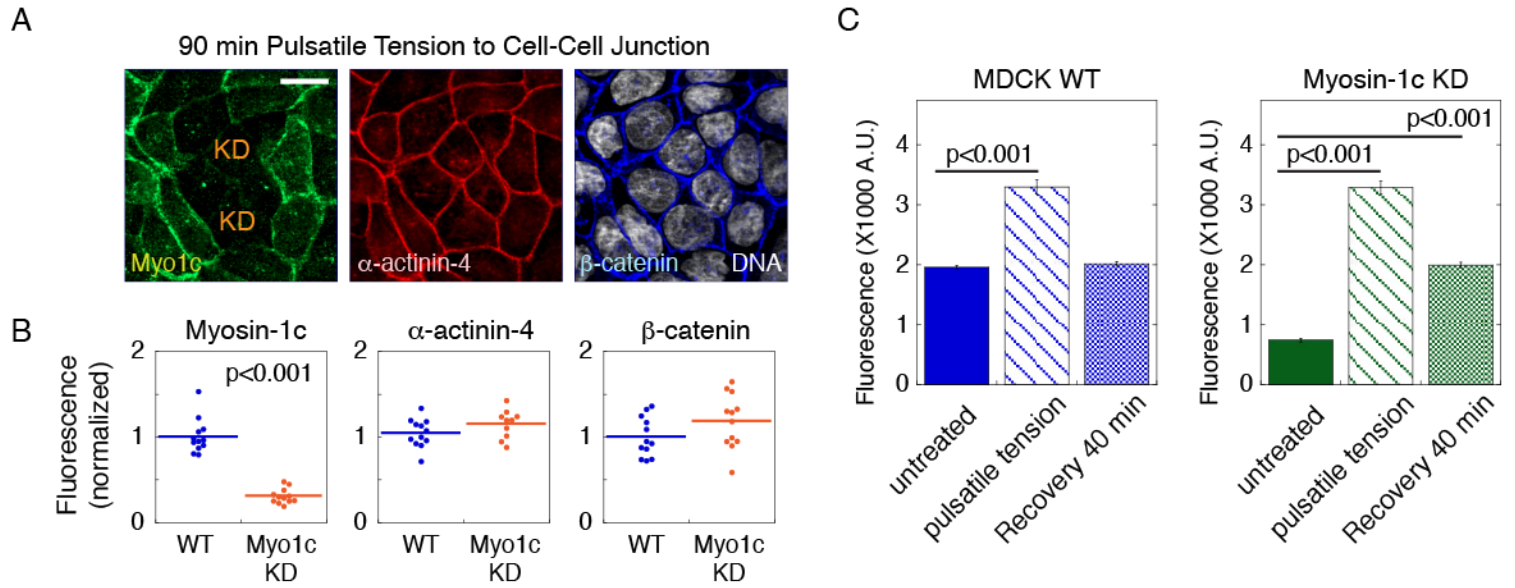 A
90 min Pulsatile Tension to Cell-Cell Junction
KD
KD
Myo1c
α-actinin-4
β-catenin
DNA
B
Myosin-1c
α-actinin-4
β-catenin
Fluorescence
(normalized)
2
1
0
p<0.001
WT
Myo1c
KD
2
1
0
WT
Myo1c
KD
2
1
0
WT
Myo1c
KD
C
MDCK WT
Fluorescence (X1000 A.U.)
4
3
2
1
0
p<0.001
untreated
pulsatile tension
Recovery 40 min
Myosin-1c KD
Fluorescence (X1000 A.U.)
4
3
2
1
0
p<0.001
p<0.001
untreated
pulsatile tension
Recovery 40 min